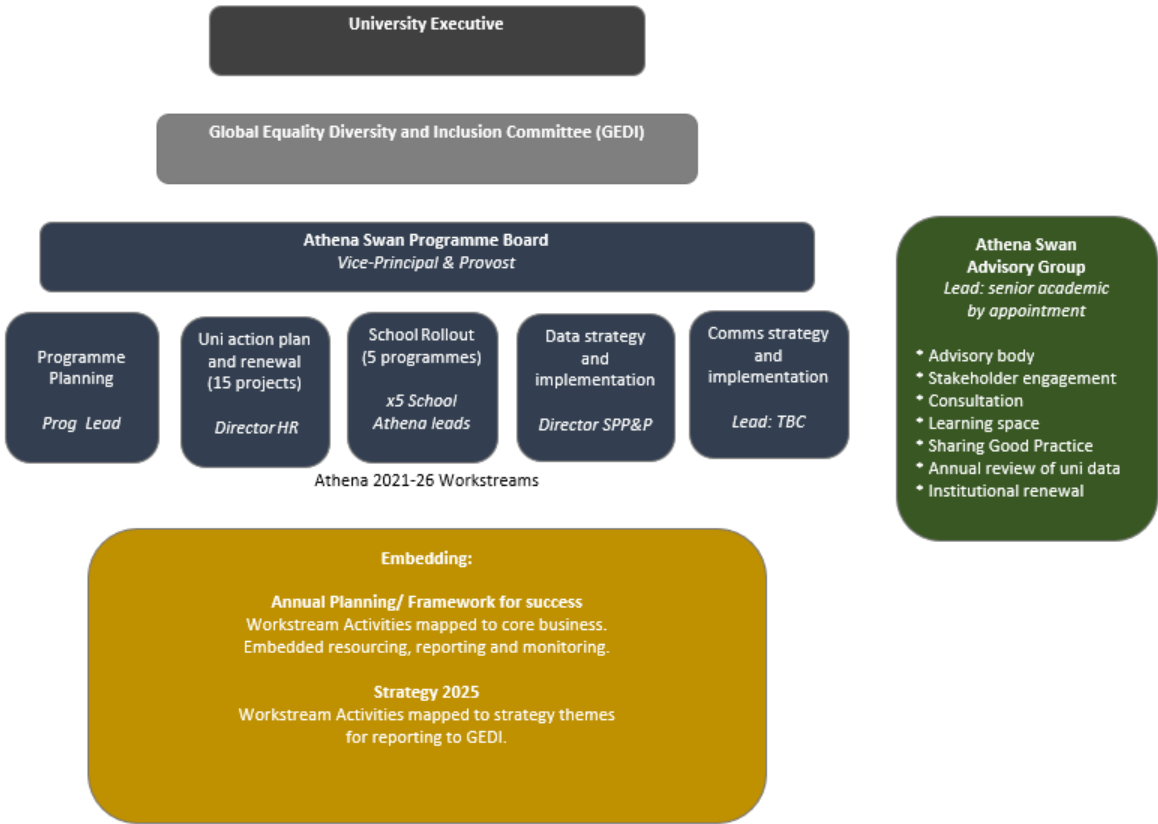 University Executive
Global Equality Diversity and Inclusion Committee (GEDI)
Athena Swan Programme Board
Vice-Principal & Provost
Programme
Planning
Prog Lead
Uni action plan
and renewal
(15 projects)
Director HR
School Rollout
(5 programmes)
x5 School
Athena leads
Data strategy
and
implementation
Director SPP&P
Comms strategy
and
implementation
Lead: TBC
Athena 2021-26 Workstreams
Athena Swan
Advisory Group
Lead: senior academic
by appointment
* Advisory body
* Stakeholder engagement
* Consultation
* Learning space
* Sharing Good Practice
* Annual review of uni data
* Institutional renewal
Embedding:
Annual Planning/ Framework for success
Workstream Activities mapped to core business.
Embedded resourcing, reporting and monitoring.
Strategy 2025
Workstream Activities mapped to strategy themes
for reporting to GEDI.